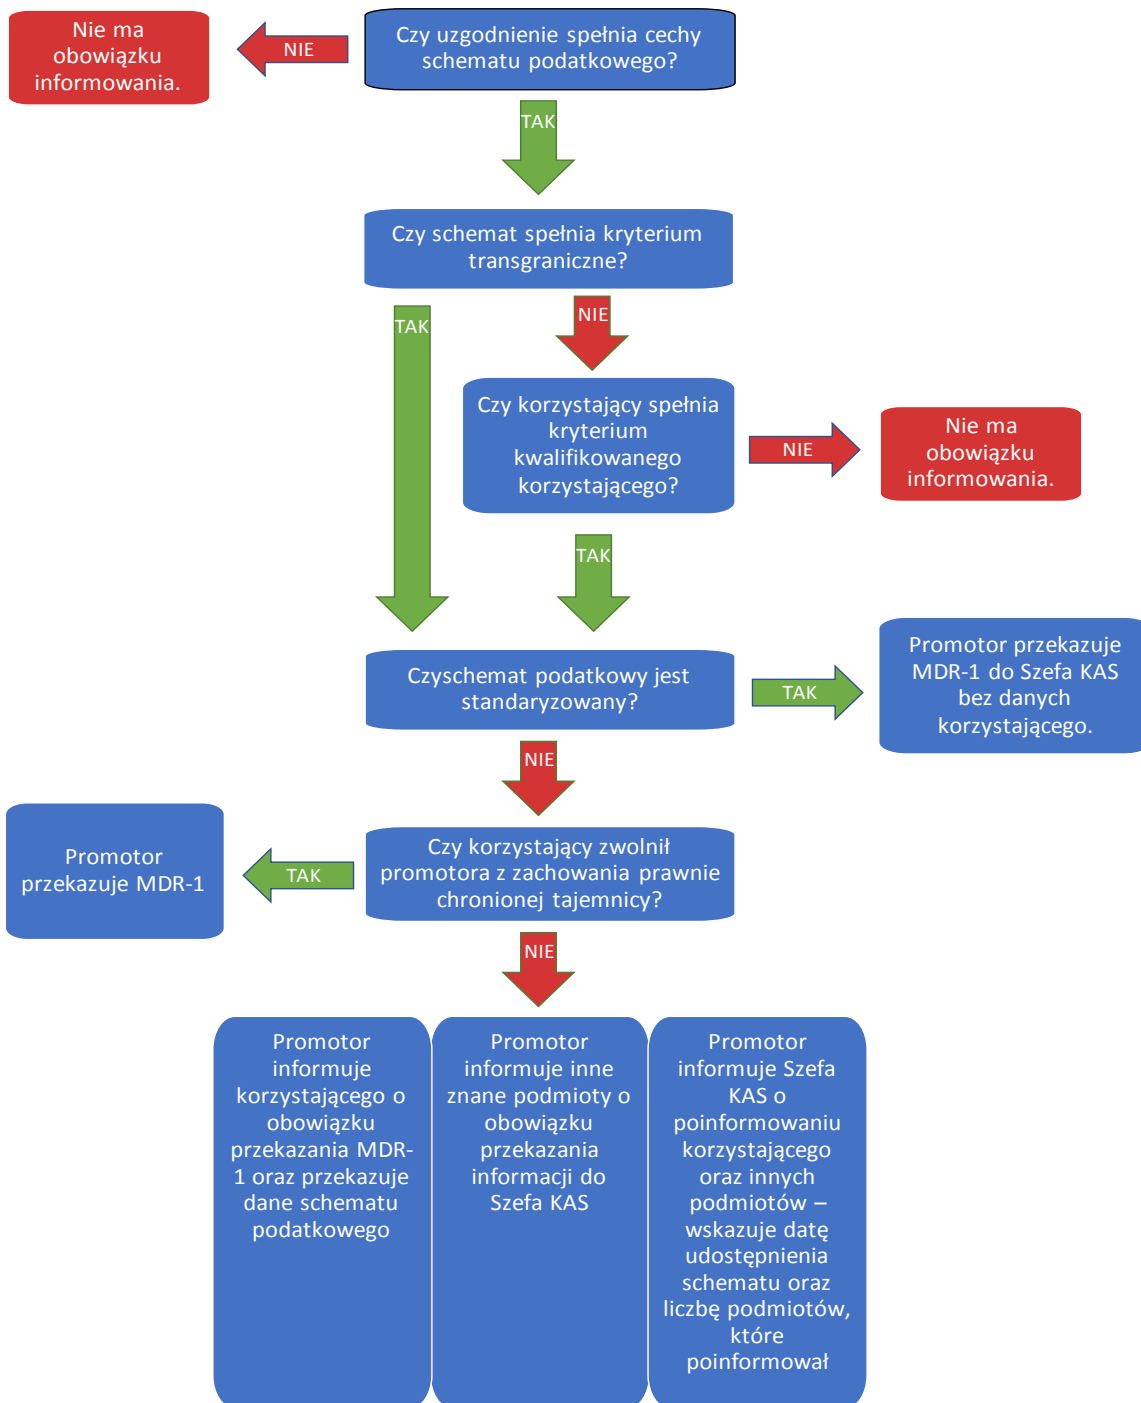 Nie ma
obowiązku
informowania.
NIE
Czy uzgodnienie spełnia cechy
schematu podatkowego?
TAK
Czy schemat spełnia kryterium
transgraniczne?
TAK
NIE
Czy korzystający spełnia
kryterium
kwalifikowanego
korzystającego?
NIE
Nie ma
obowiązku
informowania.
TAK
Czyschemat podatkowy jest
standaryzowany?
TAK
Promotor przekazuje
MDR-1 do Szefa KAS
bez danych
korzystającego.
NIE
Czy korzystający zwolnił
promotora z zachowania prawnie
chronionej tajemnicy?
TAK
Promotor
przekazuje MDR-1
NIE
Promotor
informuje
korzystającego o
obowiązku
przekazania MDR-
1 oraz przekazuje
dane schematu
podatkowego
Promotor
informuje inne
znane podmioty o
obowiązku
przekazania
informacji do
Szefa KAS
Promotor
informuje Szefa
KAS o
poinformowaniu
korzystającego
oraz innych
podmiotów –
wskazuje datę
udostępnienia
schematu oraz
liczbę podmiotów,
które
poinformował